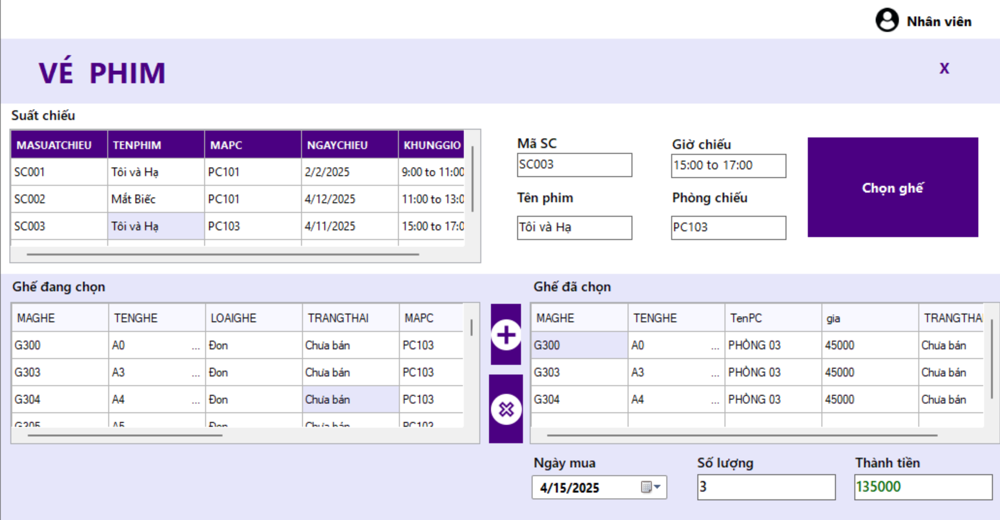 Nhân viên
VÉ PHIM
X
Suất chiếu
MASUATCHIEU TENPHIM MAPC NGAYCHIEU KHUNGGIO
SC001 Tôi và Hạ PC101 2/2/2025 9:00 to 11:00
SC002 Mắt Biếc PC101 4/12/2025 11:00 to 13:0
SC003 Tôi và Hạ PC103 4/11/2025 15:00 to 17:0
Mã SC
SC003
Giờ chiếu
15:00 to 17:00
Tên phim
Tôi và Hạ
Phòng chiếu
PC103
Chọn ghế
Ghế đang chọn
MAGHE TENGHE LOAIGHE TRANGTHAI MAPC
G300 A0 ... Đon Chưa bán PC103
G303 A3 ... Đon Chưa bán PC103
G304 A4 ... Đon Chưa bán PC103
G305 A5 Đon Chưa bán PC103
Ghế đã chọn
MAGHE TENGHE TenPC gia TRANGTHA
G300 A0 ... PHÒNG 03 45000 Chưa bán
G303 A3 ... PHÒNG 03 45000 Chưa bán
G304 A4 ... PHÒNG 03 45000 Chưa bán
Ngày mua
4/15/2025
Số lượng
3
Thành tiền
135000